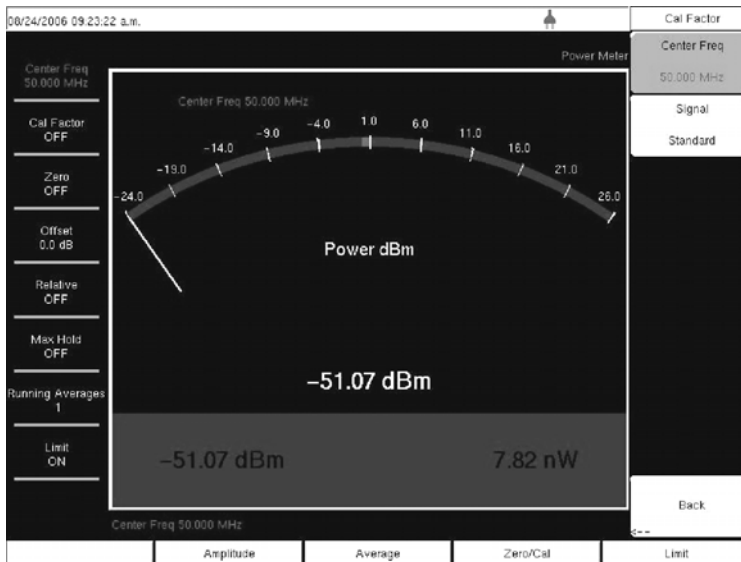 08/24/2006 09:23:22 a.m.
Cal Factor
Power Meter
Center Freq
50.000 MHz
Cal Factor
OFF
Zero
OFF
Offset
0.0 dB
Relative
OFF
Max Hold
OFF
Running Averages
1
Limit
ON
Center Freq 50.000 MHz
-24.0
-19.0
-14.0
-9.0
-4.0
1.0
6.0
11.0
16.0
21.0
26.0
Power dBm
-51.07 dBm
-51.07 dBm 7.82 nW
Center Freq 50.000 MHz
Center Freq
50.000 MHz
Signal
Standard
Back
<--
Amplitude Average Zero/Cal Limit